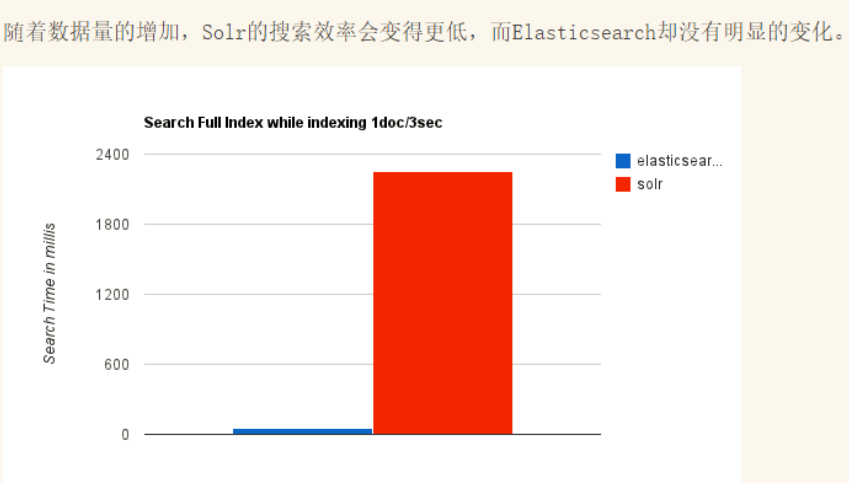 随着数据量的增加，Solr的搜索效率会变得更低，而Elasticsearch却没有明显的变化。
Search Full Index while indexing 1doc/3sec
2400
1800
1200
600
0
Search Time in millis
elasticsear...
solr